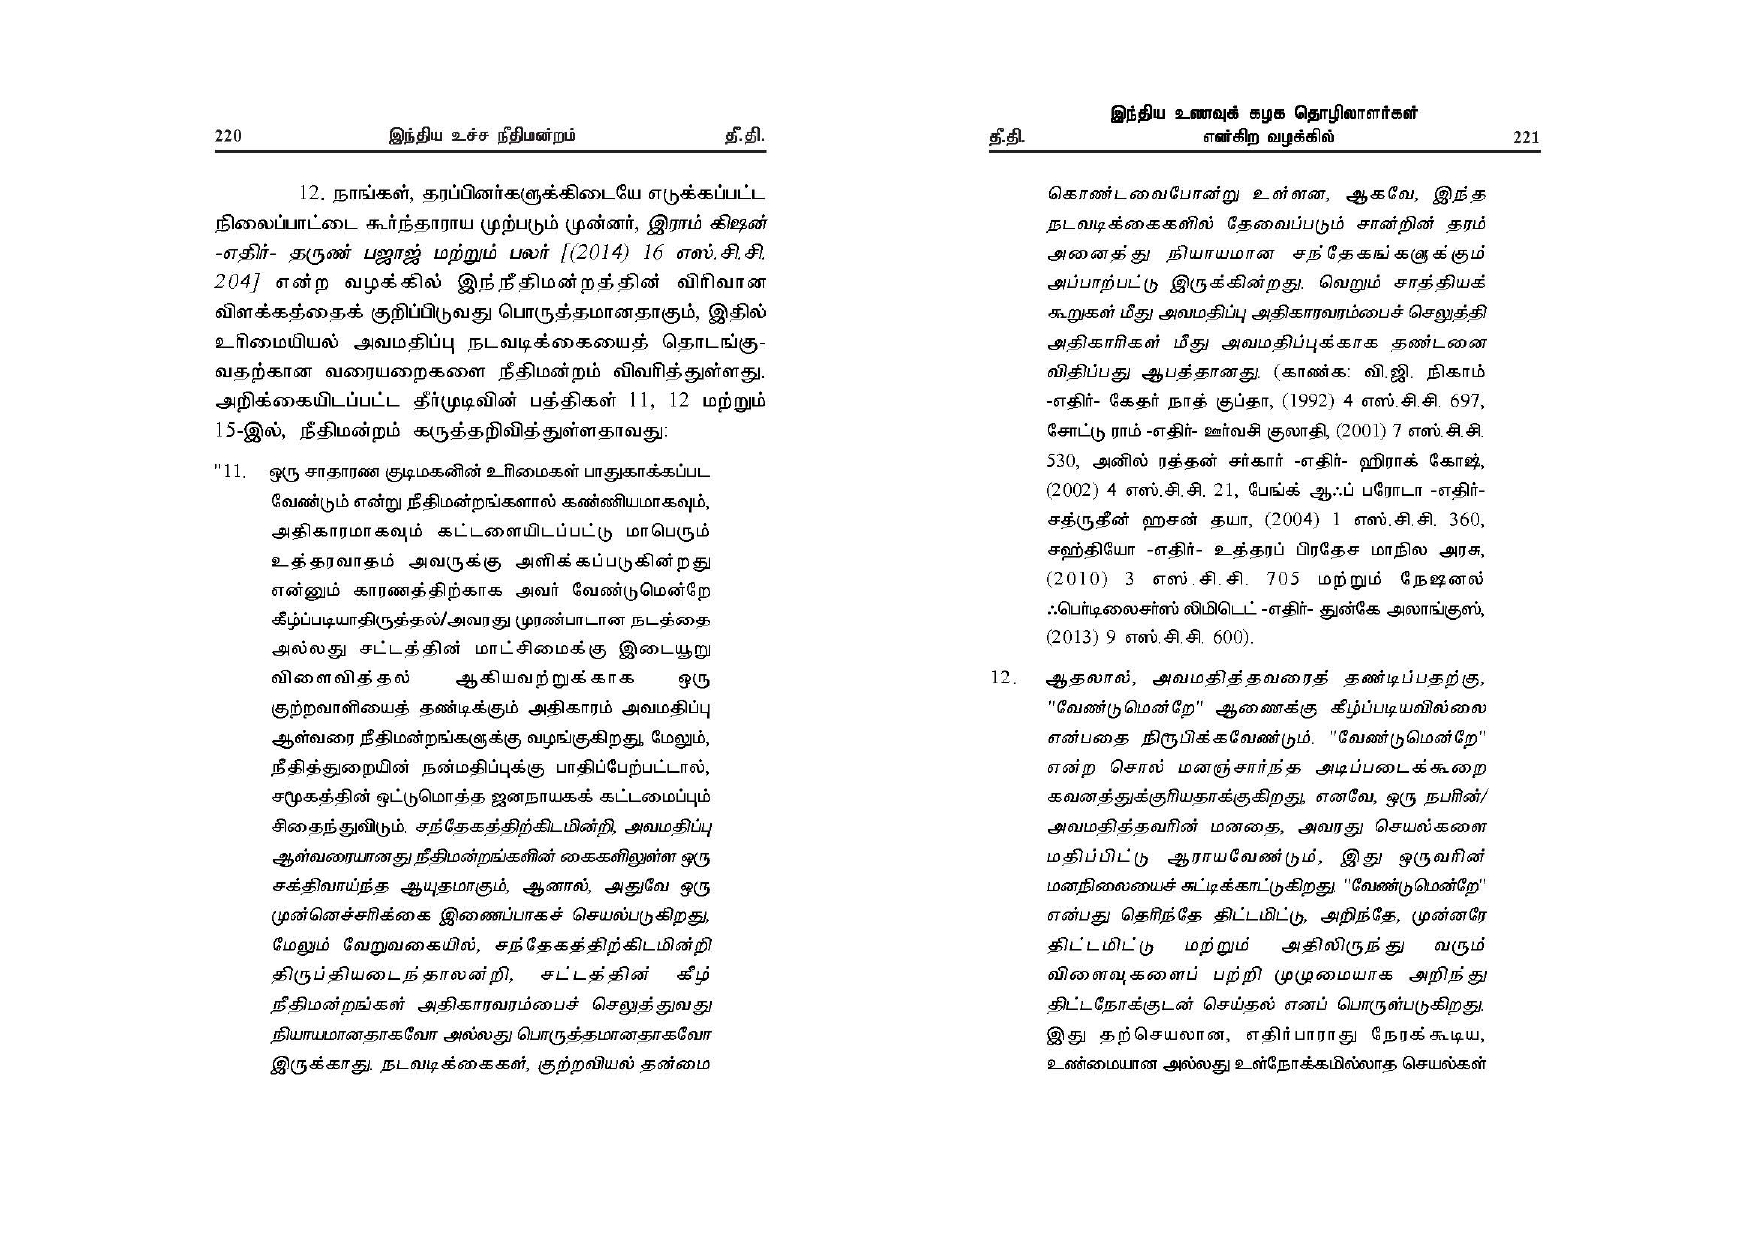 220 இந்திய உச்ச நீதிமன்றம் தீ.தி.
12. நாங்கள், தரப்பினர்களுக்கிடையே எடுக்கப்பட்ட
நிலைப்பாட்டை கூர்ந்தாராய முற்படும் முன்னர், இராம் கிஷன்
-எதிர்- தருண் பஜாஜ் மற்றும் பலர் [(2014) 16 எஸ்.சி.சி.
204] என்ற வழக்கில் இந்நீதிமன்றத்தின் விரிவான
விளக்கத்தைக் குறிப்பிடுவது பொருத்தமானதாகும், இதில்
உரிமையியல் அவமதிப்பு நடவடிக்கையைத் தொடங்கு-
வதற்கான வரையறைகளை நீதிமன்றம் விவரித்துள்ளது.
அறிக்கையிடப்பட்ட தீர்முடிவின் பத்திகள் 11, 12 மற்றும்
15-இல், நீதிமன்றம் கருத்தறிவித்துள்ளதாவது:
"11. ஒரு சாதாரண குடிமகனின் உரிமைகள் பாதுகாக்கப்பட
வேண்டும் என்று நீதிமன்றங்களால் கண்ணியமாகவும்,
அதிகாரமாகவும் கட்டளையிடப்பட்டு மாபெரும்
உத்தரவாதம் அவருக்கு அளிக்கப்படுகின்றது
என்னும் காரணத்திற்காக அவர் வேண்டுமென்றே
கீழ்ப்படியாதிருத்தல்/அவரது முரண்பாடான நடத்தை
அல்லது சட்டத்தின் மாட்சிமைக்கு இடையூறு
விளைவித்தல் ஆகியவற்றுக்காக ஒரு
குற்றவாளியைத் தண்டிக்கும் அதிகாரம் அவமதிப்பு
ஆள்வரை நீதிமன்றங்களுக்கு வழங்குகிறது, மேலும்,
நீதித்துறையின் நன்மதிப்புக்கு பாதிப்பேற்பட்டால்,
சமூகத்தின் ஒட்டுமொத்த ஜனநாயகக் கட்டமைப்பும்
சிதைந்துவிடும். சந்தேகத்திற்கிடமின்றி, அவமதிப்பு
ஆள்வரையானது நீதிமன்றங்களின் கைகளிலுள்ள ஒரு
சக்திவாய்ந்த ஆயுதமாகும், ஆனால், அதுவே ஒரு
முன்னெச்சரிக்கை இணைப்பாகச் செயல்படுகிறது,
மேலும் வேறுவகையில், சந்தேகத்திற்கிடமின்றி
திருப்தியடைந்தாலன்றி, சட்டத்தின் கீழ்
நீதிமன்றங்கள் அதிகாரவரம்பைச் செலுத்துவது
நியாயமானதாகவோ அல்லது பொருத்தமானதாகவோ
இருக்காது. நடவடிக்கைகள், குற்றவியல் தன்மை
இந்திய உணவுக் கழக தொழிலாளர்கள்
தீ.தி. என்கிற வழக்கில் 221
கொண்டவைபோன்று உள்ளன, ஆகவே, இந்த
நடவடிக்கைகளில் தேவைப்படும் சான்றின் தரம்
அனைத்து நியாயமான சந்தேகங்களுக்கும்
அப்பாற்பட்டு இருக்கின்றது. வெறும் சாத்தியக்
கூறுகள் மீது அவமதிப்பு அதிகாரவரம்பைச் செலுத்தி
அதிகாரிகள் மீது அவமதிப்புக்காக தண்டனை
விதிப்பது ஆபத்தானது. (காண்க: வி.ஜி. நிகாம்
-எதிர்- கேதர் நாத் குப்தா, (1992) 4 எஸ்.சி.சி. 697,
சோட்டு ராம் -எதிர்- ஊர்வசி குலாதி, (2001) 7 எஸ்.சி.சி.
530, அனில் ரத்தன் சர்கார் -எதிர்- ஹிராக் கோஷ்,
(2002) 4 எஸ்.சி.சி. 21, பேங்க் ஆஃப் பரோடா -எதிர்-
சத்ருதீன் ஹசன் தயா, (2004) 1 எஸ்.சி.சி. 360,
சஹ்தியோ -எதிர்- உத்தரப் பிரதேச மாநில அரசு,
(2010) 3 எஸ்.சி.சி. 705 மற்றும் நேஷனல்
ஃபெர்டிலைசர்ஸ் லிமிடெட் -எதிர்- துன்கே அலாங்குஸ்,
(2013) 9 எஸ்.சி.சி. 600).
12. ஆதலால், அவமதித்தவரைத் தண்டிப்பதற்கு,
"வேண்டுமென்றே" ஆணைக்கு கீழ்ப்படியவில்லை
என்பதை நிரூபிக்கவேண்டும். "வேண்டுமென்றே"
என்ற சொல் மனஞ்சார்ந்த அடிப்படைக்கூறை
கவனத்துக்குரியதாக்குகிறது, எனவே, ஒரு நபரின்/
அவமதித்தவரின் மனதை, அவரது செயல்களை
மதிப்பிட்டு ஆராயவேண்டும், இது ஒருவரின்
மனநிலையைச் சுட்டிக்காட்டுகிறது. "வேண்டுமென்றே"
என்பது தெரிந்தே திட்டமிட்டு, அறிந்தே, முன்னரே
திட்டமிட்டு மற்றும் அதிலிருந்து வரும்
விளைவுகளைப் பற்றி முழுமையாக அறிந்து
திட்டநோக்குடன் செய்தல் எனப் பொருள்படுகிறது.
இது தற்செயலான, எதிர்பாராது நேரக்கூடிய,
உண்மையான அல்லது உள்நோக்கமில்லாத செயல்கள்